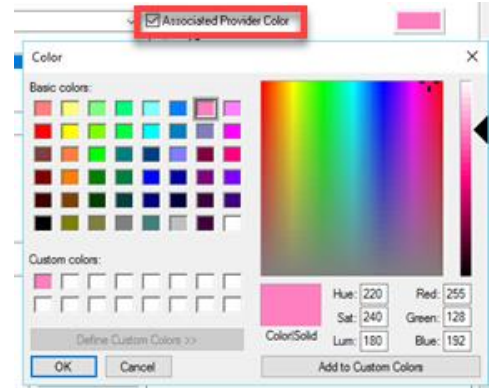 Associated Provider Color
Color
Basic colors:
Custom colors:
Define Custom Colors >>
OK
Cancel
Color|Solid
Hue: 220
Sat: 240
Lum: 180
Red: 255
Green: 128
Blue: 192
Add to Custom Colors